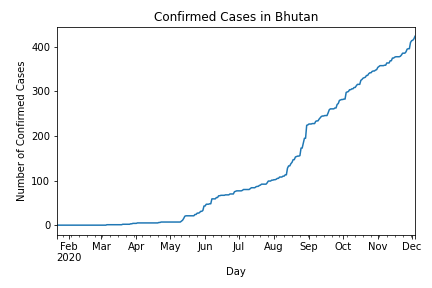 Confirmed Cases in Bhutan
Number of Confirmed Cases
400
300
200
100
0
Feb Mar Apr May Jun Jul Aug Sep Oct Nov Dec
2020
Day